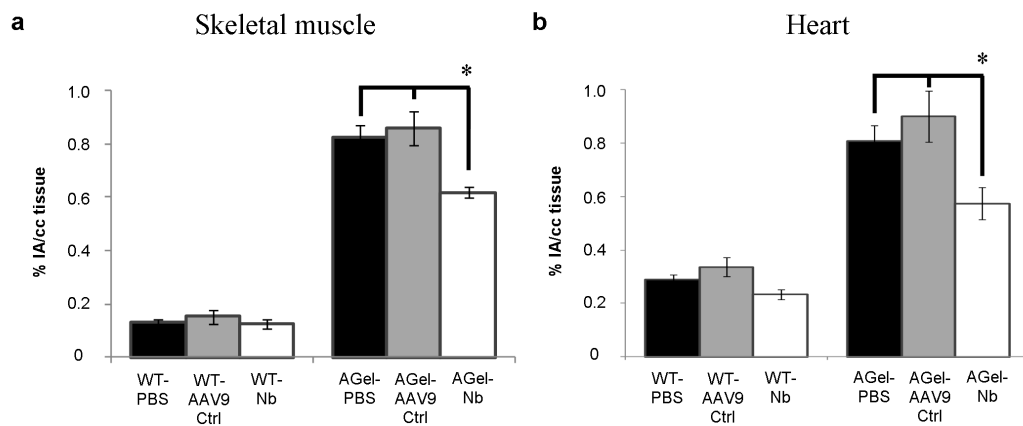 a
Skeletal muscle
*
1.0
0.8
0.6
0.4
0.2
0
% IA/cc tissue
WT-
PBS
WT-
AAV9
Ctrl
WT-
Nb
AGel-
PBS
AGel-
AAV9
Ctrl
AGel-
Nb
b
Heart
*
1.0
0.8
0.6
0.4
0.2
0
% IA/cc tissue
WT-
PBS
WT-
AAV9
Ctrl
WT-
Nb
AGel-
PBS
AGel-
AAV9
Ctrl
AGel-
Nb